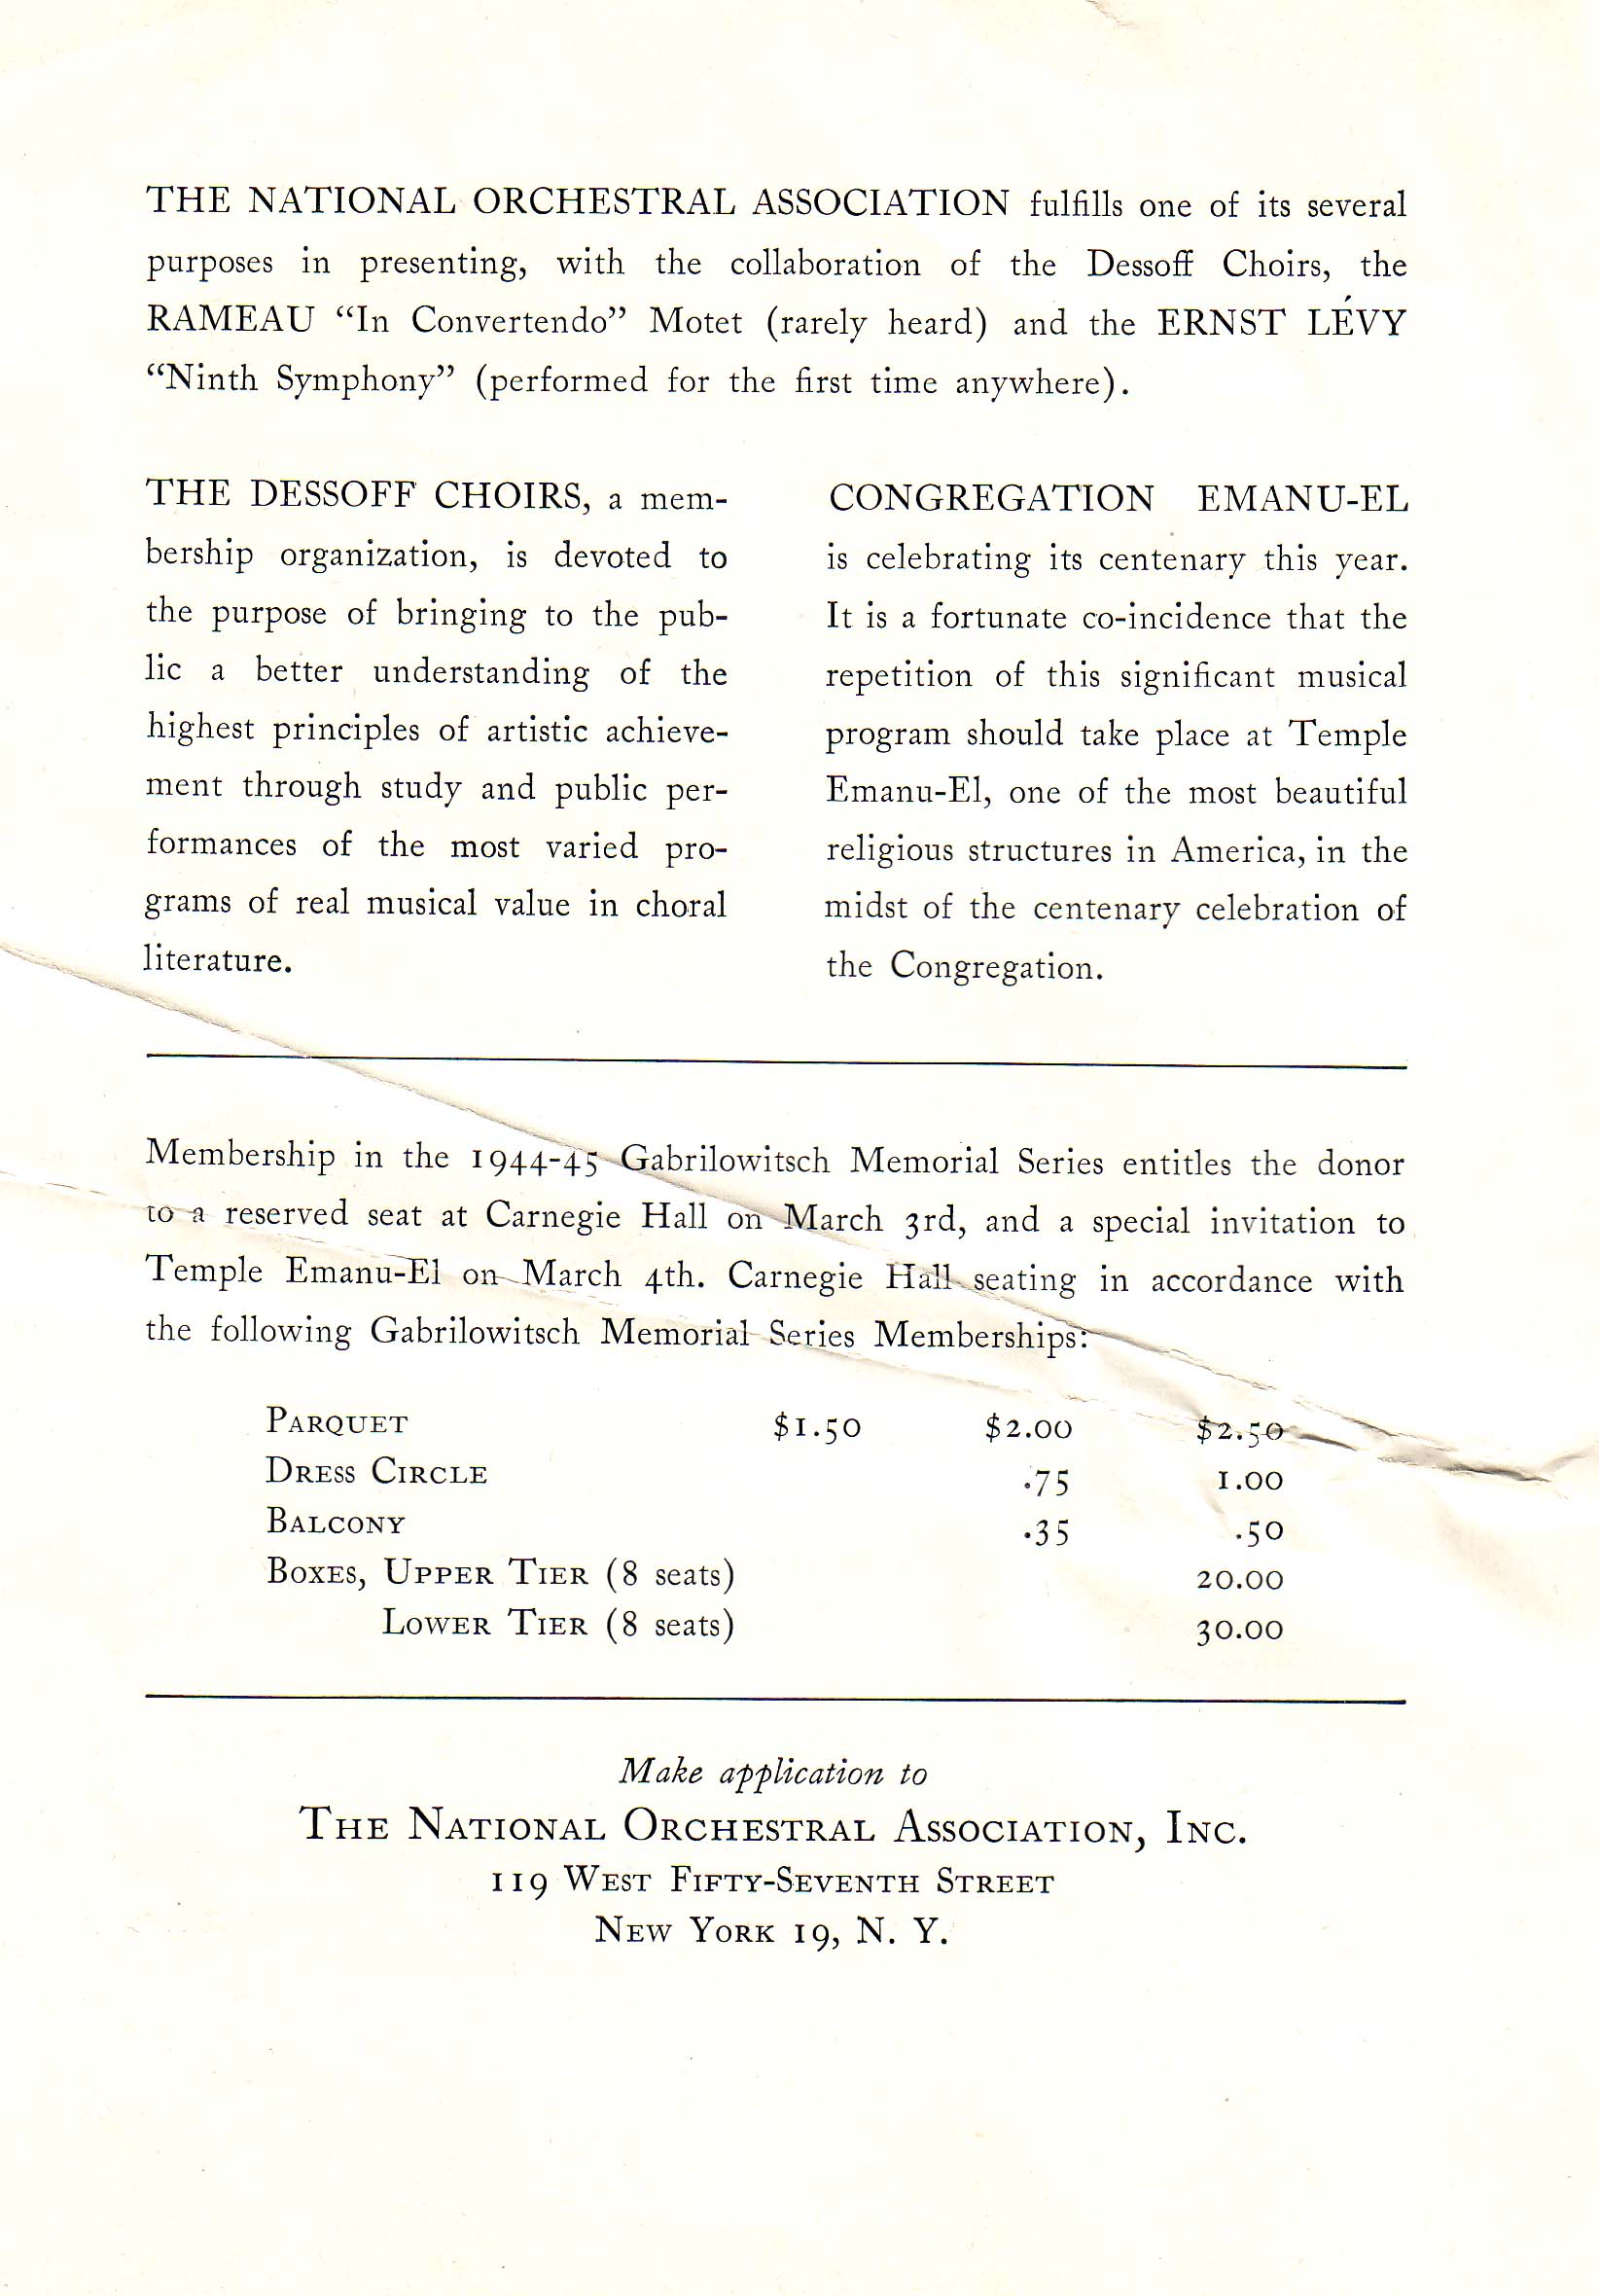 THE NATIONAL ORCHESTRAL ASSOCIATION fulfills one of its several
purposes in presenting, with the collaboration of the Dessoff Choirs, the
RAMEAU “In Convertendo” Motet (rarely heard) and the ERNST LÉVY
“Ninth Symphony” (performed for the first time anywhere).
THE DESSOFF CHOIRS, a mem-
bership organization, is devoted to
the purpose of bringing to the pub-
lic a better understanding of the
highest principles of artistic achieve-
ment through study and public per-
formances of the most varied pro-
grams of real musical value in choral
literature.
CONGREGATION EMANU-EL
is celebrating its centenary this year.
It is a fortunate co-incidence that the
repetition of this significant musical
program should take place at Temple
Emanu-El, one of the most beautiful
religious structures in America, in the
midst of the centenary celebration of
the Congregation.
Membership in the 1944-45 Gabrilowitsch Memorial Series entitles the donor
to a reserved seat at Carnegie Hall on March 3rd, and a special invitation to
Temple Emanu-El on March 4th. Carnegie Hall seating in accordance with
the following Gabrilowitsch Memorial Series Memberships:
PARQUET $1.50 $2.00 $2.50
DRESS CIRCLE .75 1.00
BALCONY .35 .50
BOXES, UPPER TIER (8 seats) 20.00
LOWER TIER (8 seats) 30.00
Make application to
THE NATIONAL ORCHESTRAL ASSOCIATION, INC.
119 WEST FIFTY-SEVENTH STREET
NEW YORK 19, N. Y.